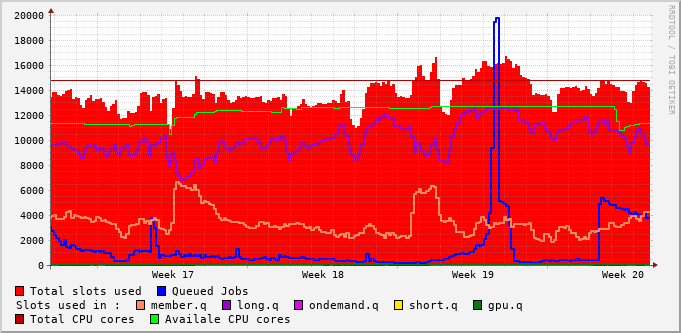 20000
18000
16000
14000
12000
10000
8000
6000
4000
2000
0
Week 17 Week 18 Week 19 Week 20
RRDTOOL / TOBI OETIKER
Total slots used Queued Jobs
Slots used in : member.q long.q ondemand.q short.q gpu.q
Total CPU cores Availale CPU cores